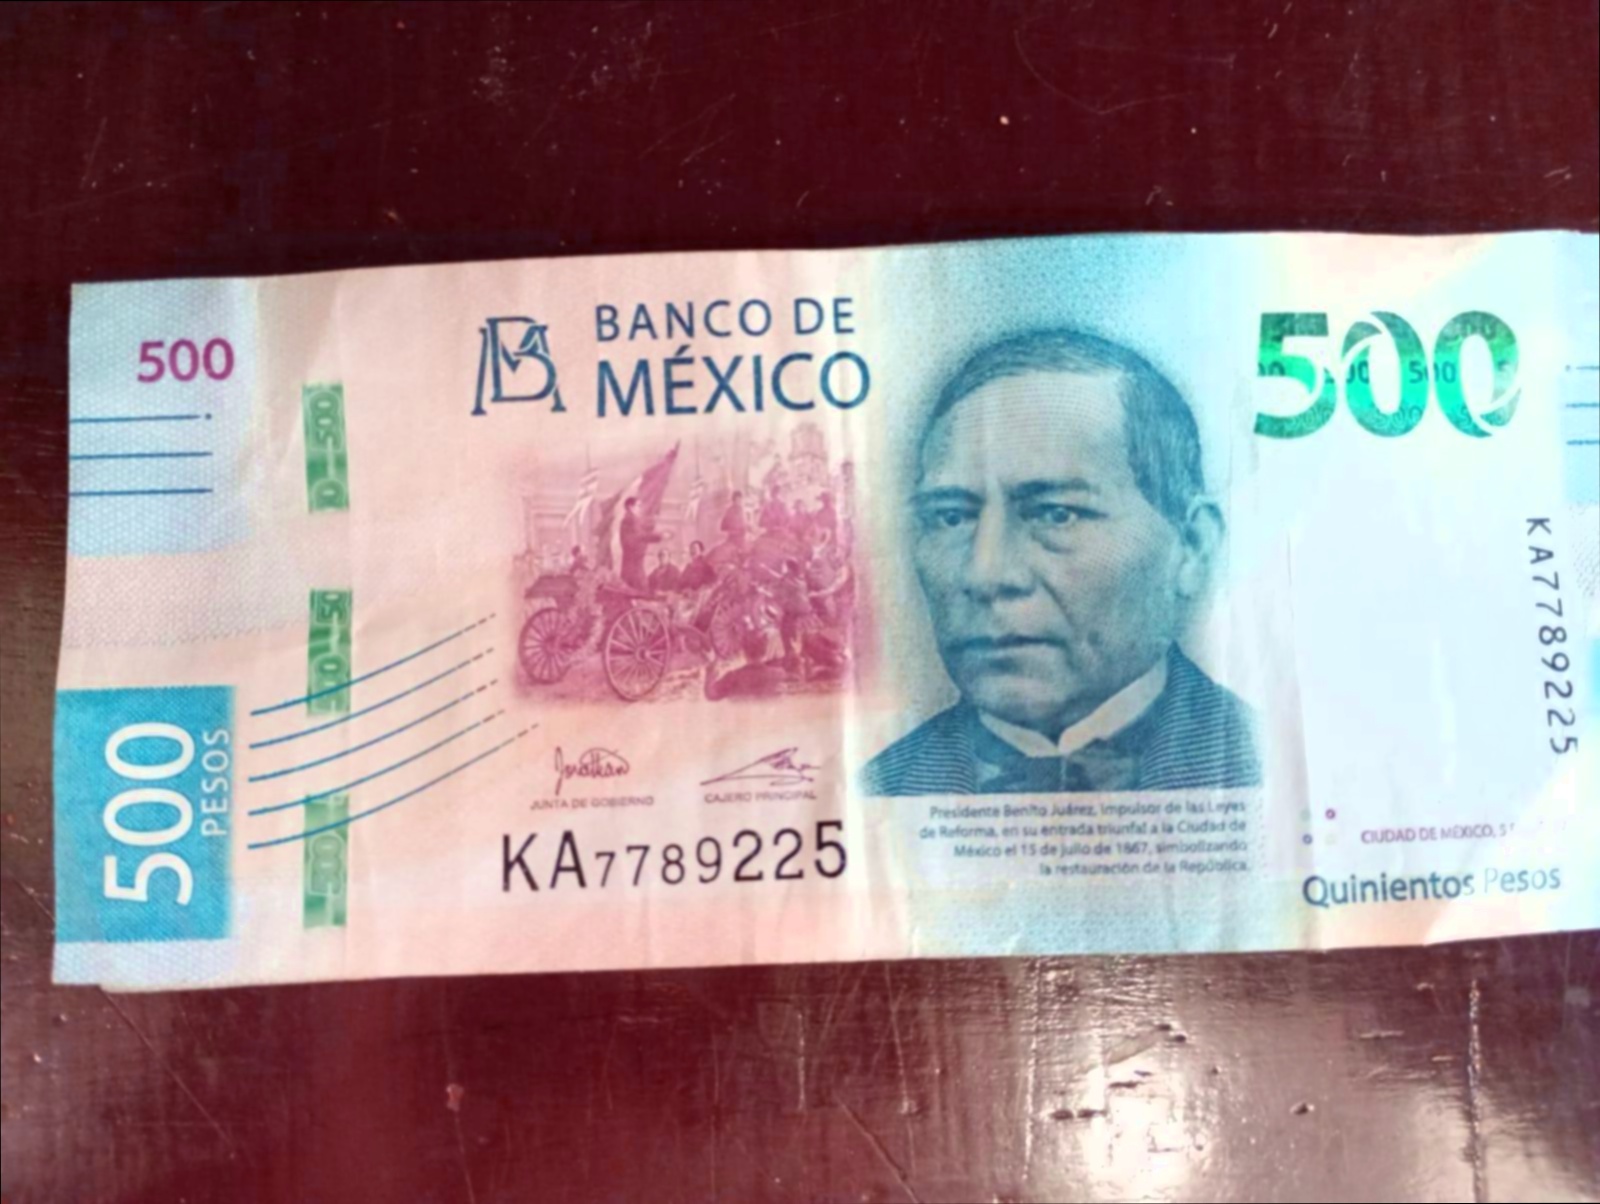 500
BANCO DE
MÉXICO
500
500
PESOS
JUNTA DE GOBIERNO
CAJERO PRINCIPAL
KA7789225
Presidente Benito Juárez, impulsor de las Leyes
de Reforma, en su entrada triunfal a la Ciudad de
México el 15 de julio de 1867, simbolizando
la restauración de la República.
KA7789225
CIUDAD DE MÉXICO,
Quinientos Pesos